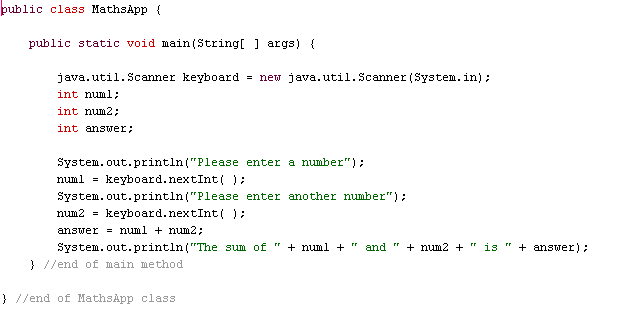 public class MathsApp {
public static void main(String[ ] args) {
java.util.Scanner keyboard = new java.util.Scanner(System.in);
int num1;
int num2;
int answer;
System.out.println("Please enter a number");
num1 = keyboard.nextInt( );
System.out.println("Please enter another number");
num2 = keyboard.nextInt( );
answer = num1 + num2;
System.out.println("The sum of " + num1 + " and " + num2 + " is " + answer);
} //end of main method
} //end of MathsApp class